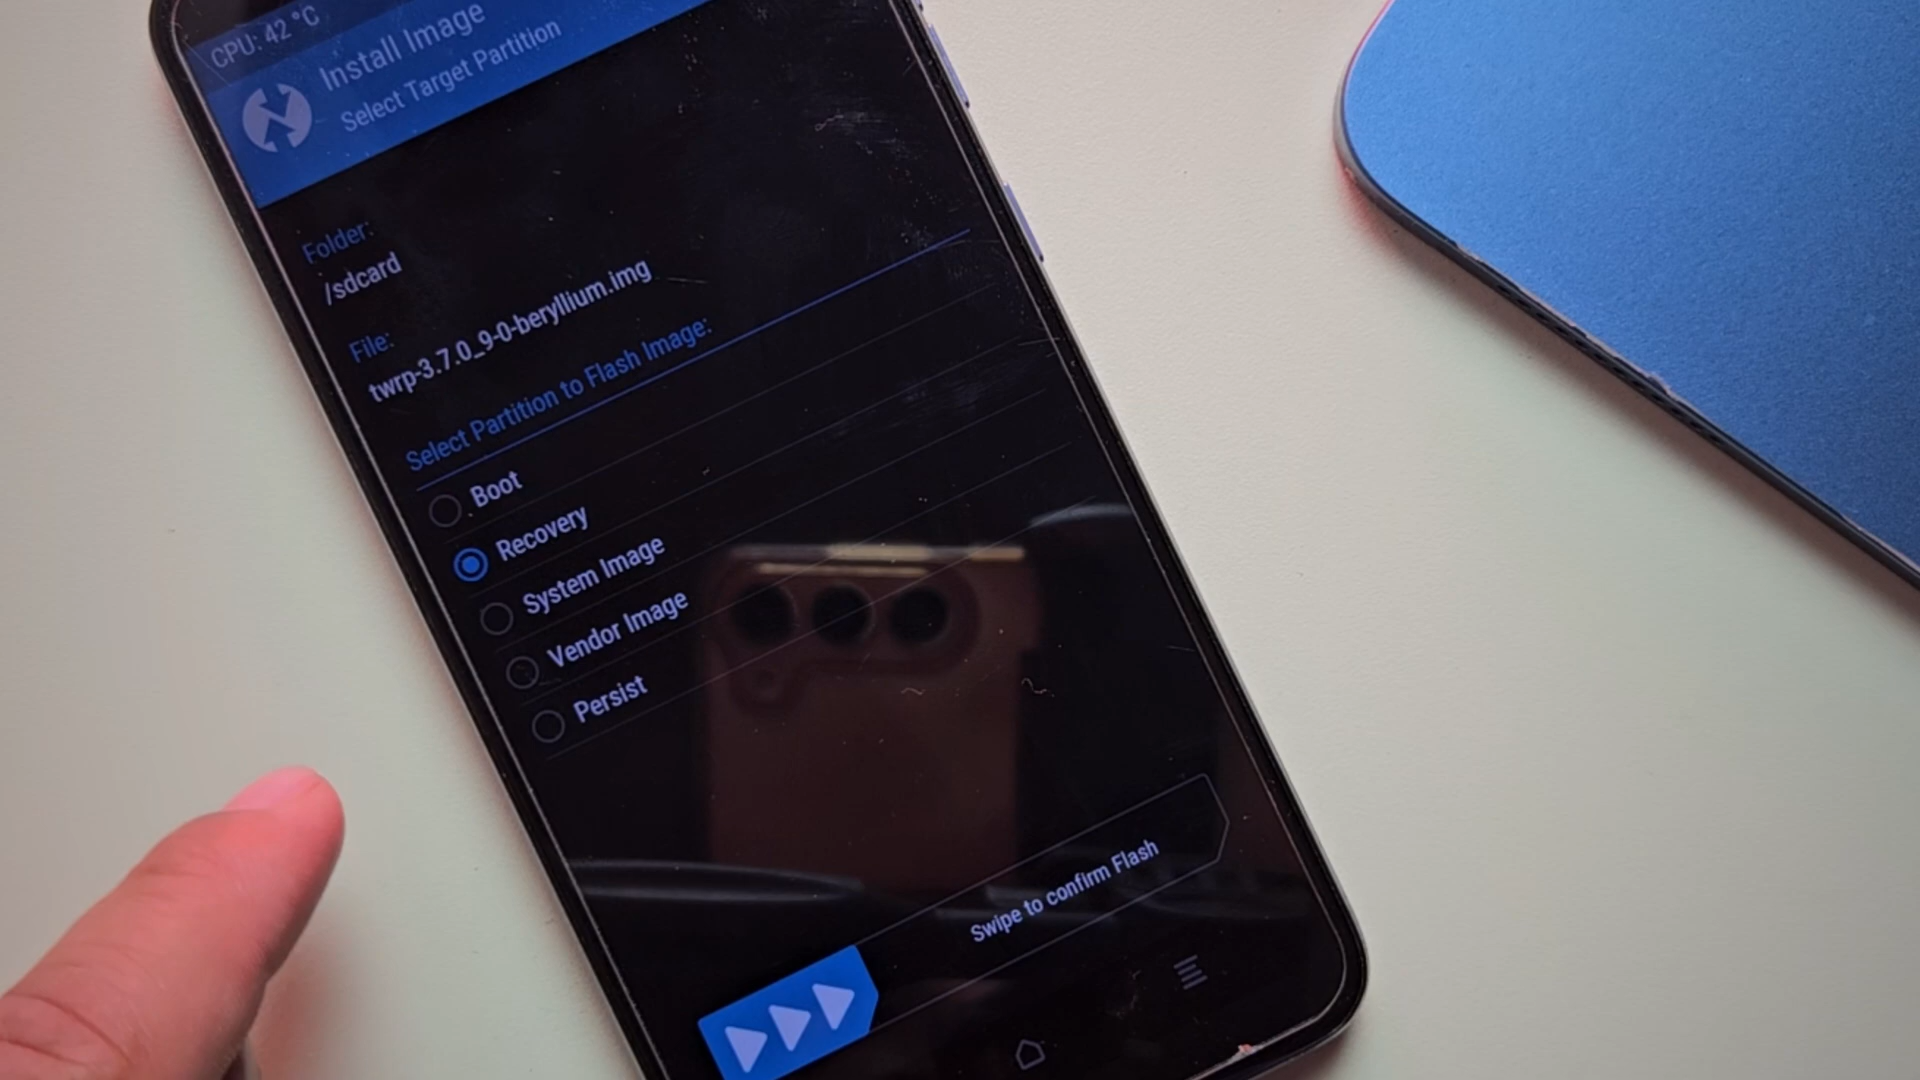 CPU: 42 °C
Install Image
Select Target Partition
Folder:
/sdcard
File:
twrp-3.7.0_9-0-beryllium.img
Select Partition to Flash Image:
Boot
Recovery
System Image
Vendor Image
Persist
Swipe to confirm Flash